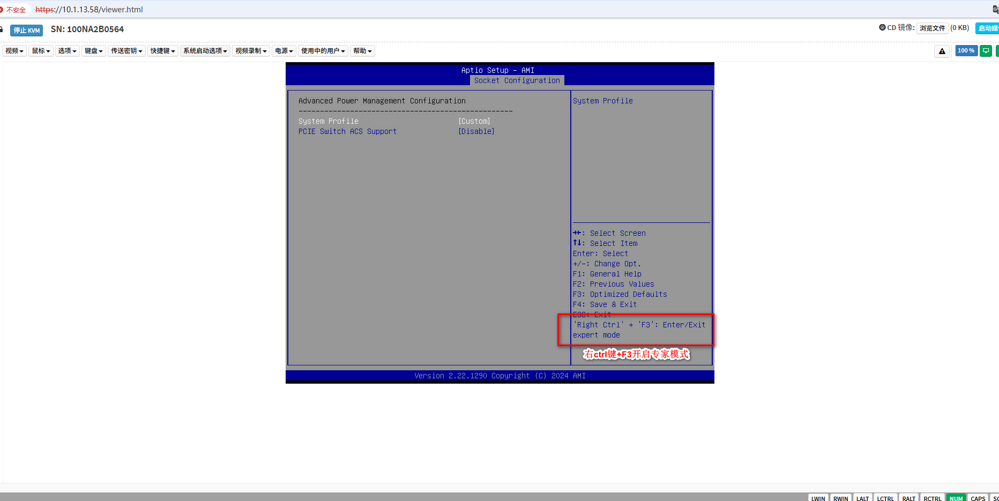 不安全 https://10.1.13.58/viewer.html
停止 KVM SN: 100NA2B0564 CD 镜像: 浏览文件 (0 KB) 启动媒
视频 鼠标 选项 键盘 传送密钥 快捷键 系统启动选项 视频录制 电源 使用中的用户 帮助 100 %
Aptio Setup - AMI
Socket Configuration
Advanced Power Management Configuration
--------------------------------------------------
System Profile [Custom]
PCIE Switch ACS Support [Disable]
System Profile
→←: Select Screen
↑↓: Select Item
Enter: Select
+/-: Change Opt.
F1: General Help
F2: Previous Values
F3: Optimized Defaults
F4: Save & Exit
ESC: Exit
'Right Ctrl' + 'F3': Enter/Exit
expert mode
右ctrl键+F3开启专家模式
Version 2.22.1290 Copyright (C) 2024 AMI
LWIN RWIN LALT LCTRL RALT RCTRL NUM CAPS